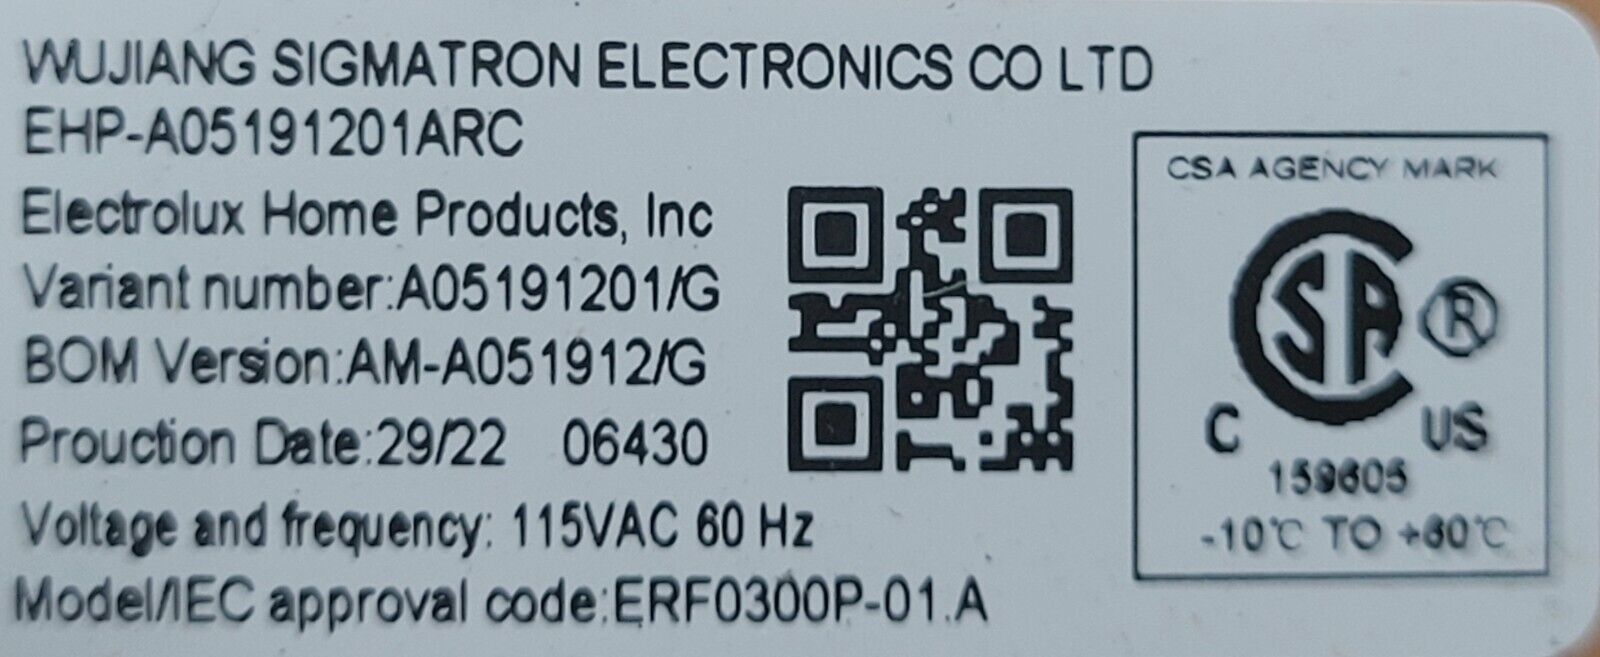 WUJIANG SIGMATRON ELECTRONICS CO LTD
EHP-A05191201ARC
Electrolux Home Products, Inc
Variant number:A05191201/G
BOM Version:AM-A051912/G
Prouction Date:29/22 06430
Voltage and frequency: 115VAC 60 Hz
Model/IEC approval code:ERF0300P-01.A
CSA AGENCY MARK
CSA ®
C US
159605
-10℃ TO +60℃